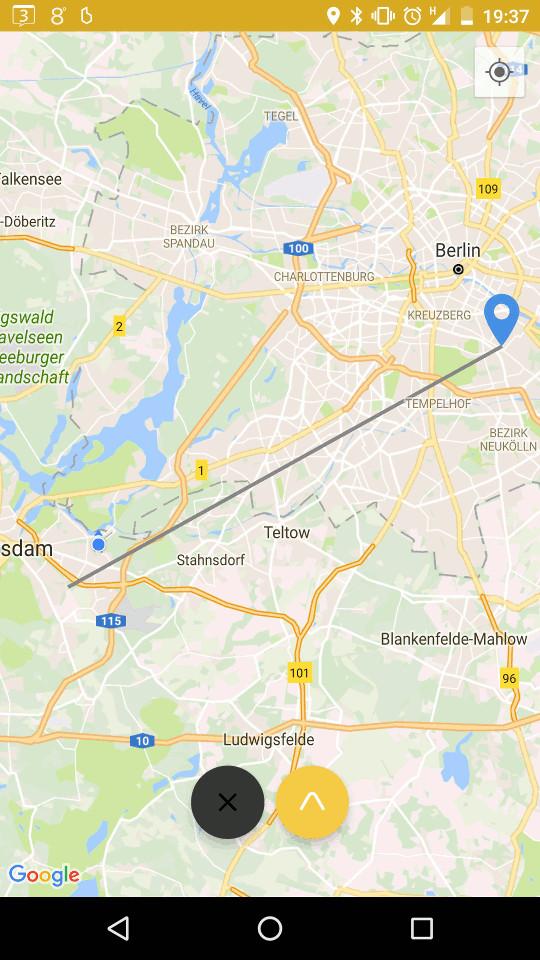 3 8° H 19:37
Havel
TEGEL
alkensee
109
-Döberitz
BEZIRK
SPANDAU
100
Berlin
CHARLOTTENBURG
KREUZBERG
gswald
avelseen
eeburger
andschaft
2
TEMPELHOF
BEZIRK
NEUKÖLLN
1
Teltow
sdam
Stahnsdorf
115
Blankenfelde-Mahlow
101
96
10
Ludwigsfelde
Google